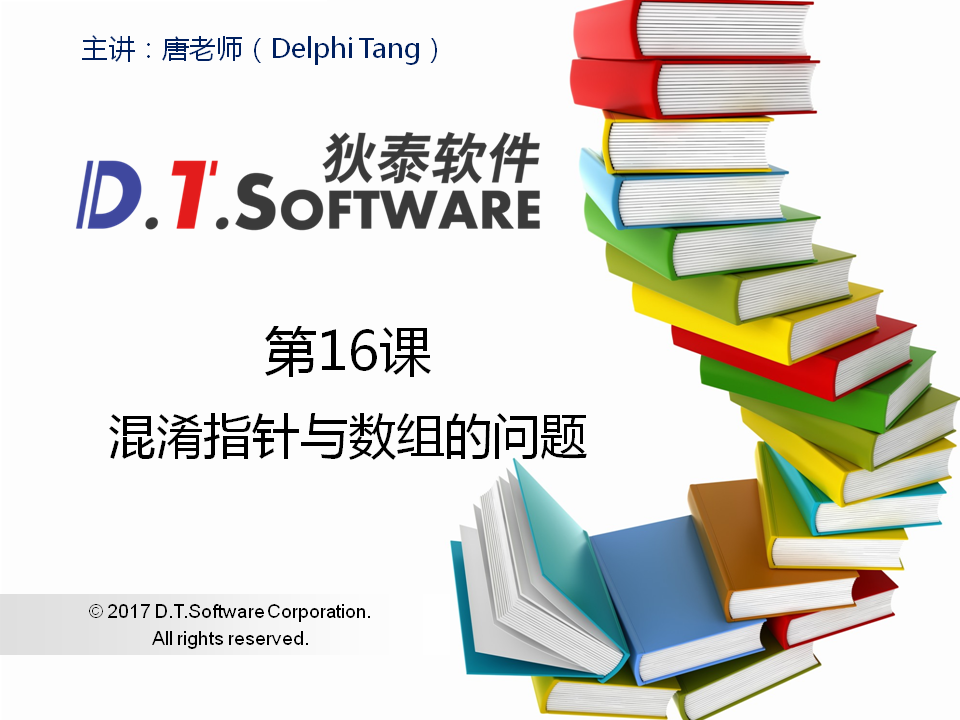 主讲：唐老师（Delphi Tang）
狄泰软件
D.T.SOFTWARE
第16课
混淆指针与数组的问题
© 2017 D.T.Software Corporation.
All rights reserved.